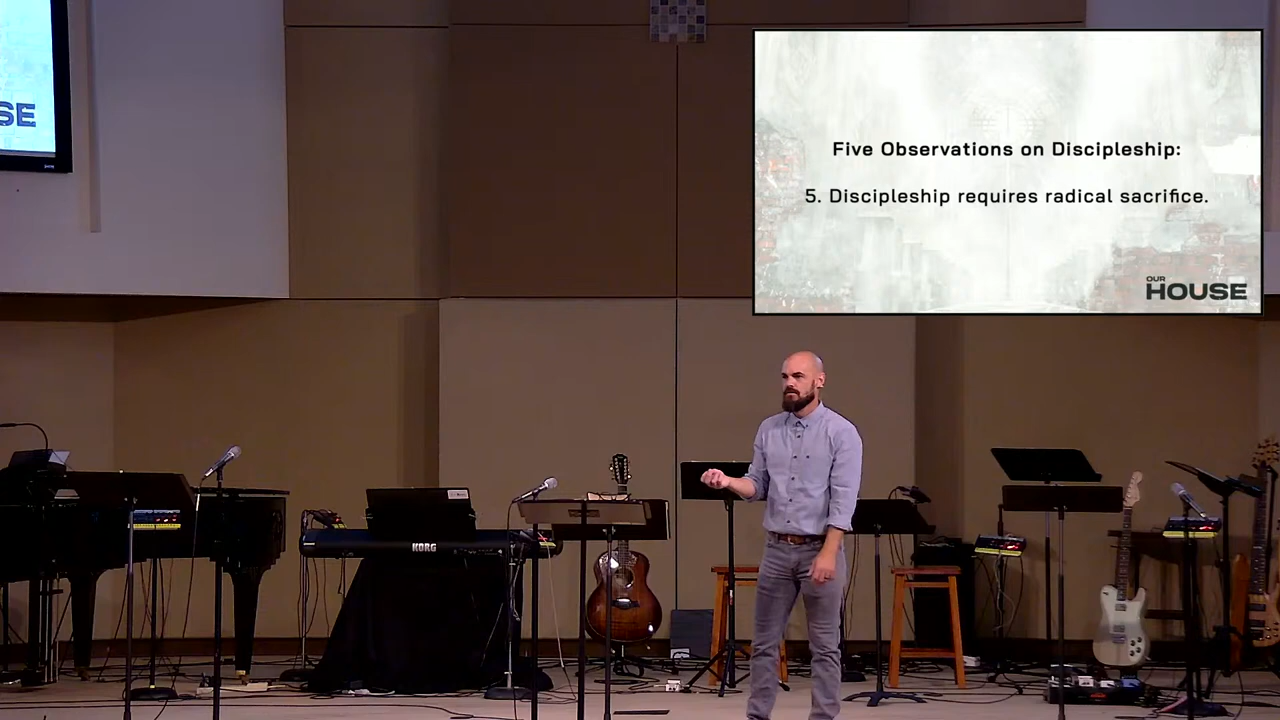 SE
Five Observations on Discipleship:
5. Discipleship requires radical sacrifice.
OUR
HOUSE
KORG